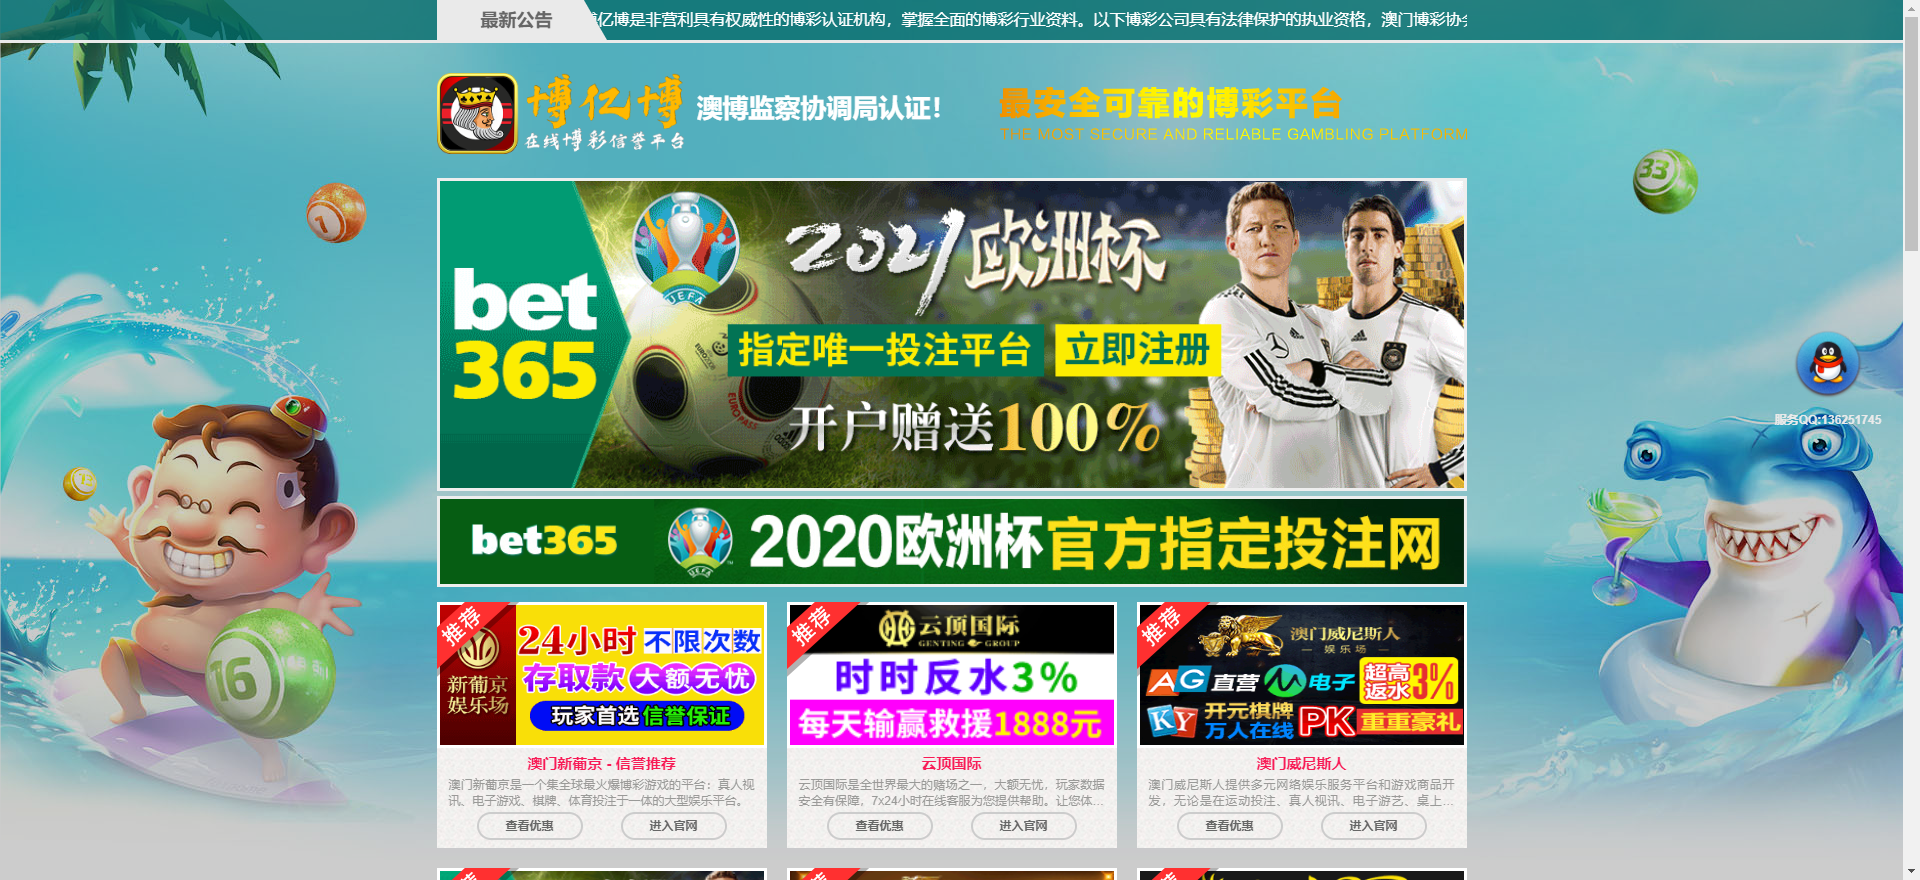 最新公告
亿博是非营利具有权威性的博彩认证机构，掌握全面的博彩行业资料。以下博彩公司具有法律保护的执业资格，澳门博彩协会
博亿博
在线博彩信誉平台
澳博监察协调局认证！
最安全可靠的博彩平台
THE MOST SECURE AND RELIABLE GAMBLING PLATFORM
1
33
bet
365
UEFA
2021欧洲杯
指定唯一投注平台
立即注册
开户赠送100%
EUROPASS
服务QQ:136251745
bet365
UEFA
2020欧洲杯官方指定投注网
16
推荐
新葡京
娱乐场
24小时 不限次数
存取款 大额无忧
玩家首选 信誉保证
澳门新葡京 - 信誉推荐
澳门新葡京是一个集全球最火爆博彩游戏的平台：真人视
讯、电子游戏、棋牌、体育投注于一体的大型娱乐平台。
查看优惠
进入官网
推荐
云顶国际
GENTING GROUP
时时反水3%
每天输赢救援1888元
云顶国际
云顶国际是全世界最大的赌场之一，大额无忧，玩家数据
安全有保障，7x24小时在线客服为您提供帮助。让您体...
查看优惠
进入官网
推荐
澳门威尼斯人
娱乐场
AG直营 电子 超高返水3%
KY 开元棋牌 万人在线 PK 重重豪礼
澳门威尼斯人
澳门威尼斯人提供多元网络娱乐服务平台和游戏商品开
发，无论是在运动投注、真人视讯、电子游艺、桌上...
查看优惠
进入官网